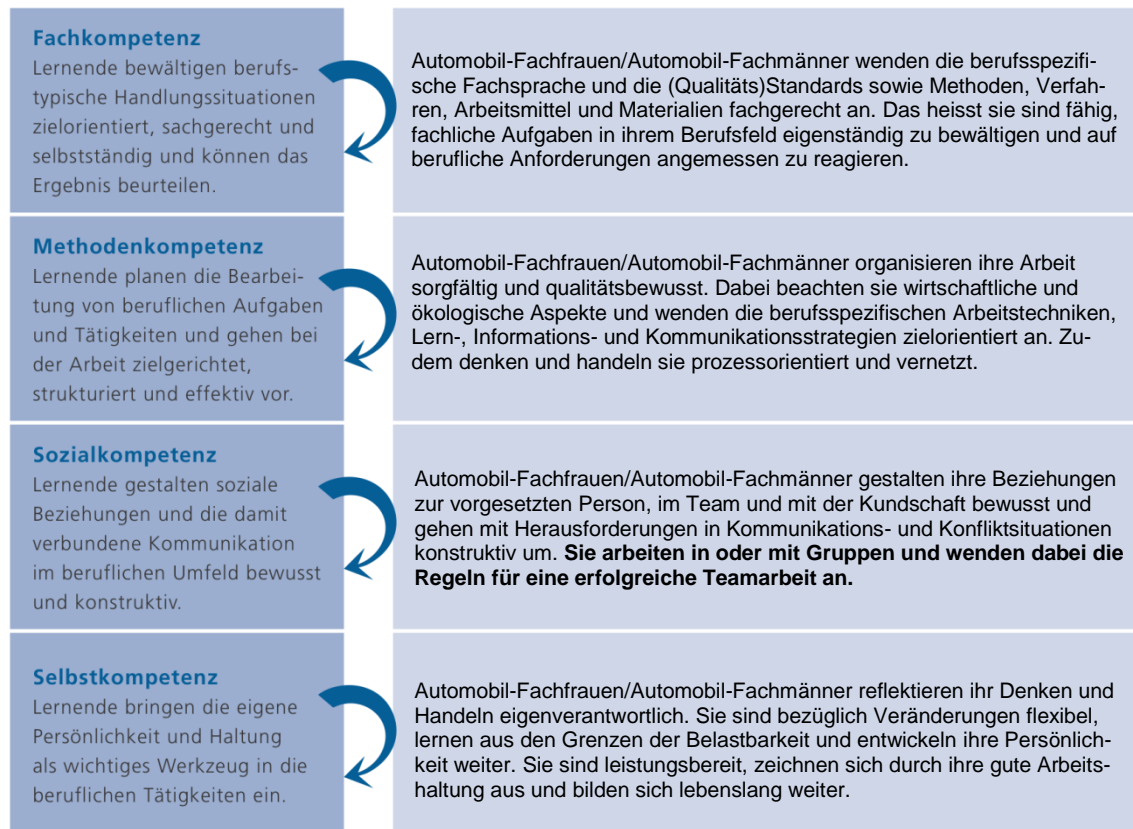 Fachkompetenz
Lernende bewältigen berufs-
typische Handlungssituationen
zielorientiert, sachgerecht und
selbstständig und können das
Ergebnis beurteilen.
Automobil-Fachfrauen/Automobil-Fachmänner wenden die berufsspezifi-
sche Fachsprache und die (Qualitäts)Standards sowie Methoden, Verfah-
ren, Arbeitsmittel und Materialien fachgerecht an. Das heisst sie sind fähig,
fachliche Aufgaben in ihrem Berufsfeld eigenständig zu bewältigen und auf
berufliche Anforderungen angemessen zu reagieren.
Methodenkompetenz
Lernende planen die Bearbei-
tung von beruflichen Aufgaben
und Tätigkeiten und gehen bei
der Arbeit zielgerichtet,
strukturiert und effektiv vor.
Automobil-Fachfrauen/Automobil-Fachmänner organisieren ihre Arbeit
sorgfältig und qualitätsbewusst. Dabei beachten sie wirtschaftliche und
ökologische Aspekte und wenden die berufsspezifischen Arbeitstechniken,
Lern-, Informations- und Kommunikationsstrategien zielorientiert an. Zu-
dem denken und handeln sie prozessorientiert und vernetzt.
Sozialkompetenz
Lernende gestalten soziale
Beziehungen und die damit
verbundene Kommunikation
im beruflichen Umfeld bewusst
und konstruktiv.
Automobil-Fachfrauen/Automobil-Fachmänner gestalten ihre Beziehungen
zur vorgesetzten Person, im Team und mit der Kundschaft bewusst und
gehen mit Herausforderungen in Kommunikations- und Konfliktsituationen
konstruktiv um. Sie arbeiten in oder mit Gruppen und wenden dabei die
Regeln für eine erfolgreiche Teamarbeit an.
Selbstkompetenz
Lernende bringen die eigene
Persönlichkeit und Haltung
als wichtiges Werkzeug in die
beruflichen Tätigkeiten ein.
Automobil-Fachfrauen/Automobil-Fachmänner reflektieren ihr Denken und
Handeln eigenverantwortlich. Sie sind bezüglich Veränderungen flexibel,
lernen aus den Grenzen der Belastbarkeit und entwickeln ihre Persönlich-
keit weiter. Sie sind leistungsbereit, zeichnen sich durch ihre gute Arbeits-
haltung aus und bilden sich lebenslang weiter.